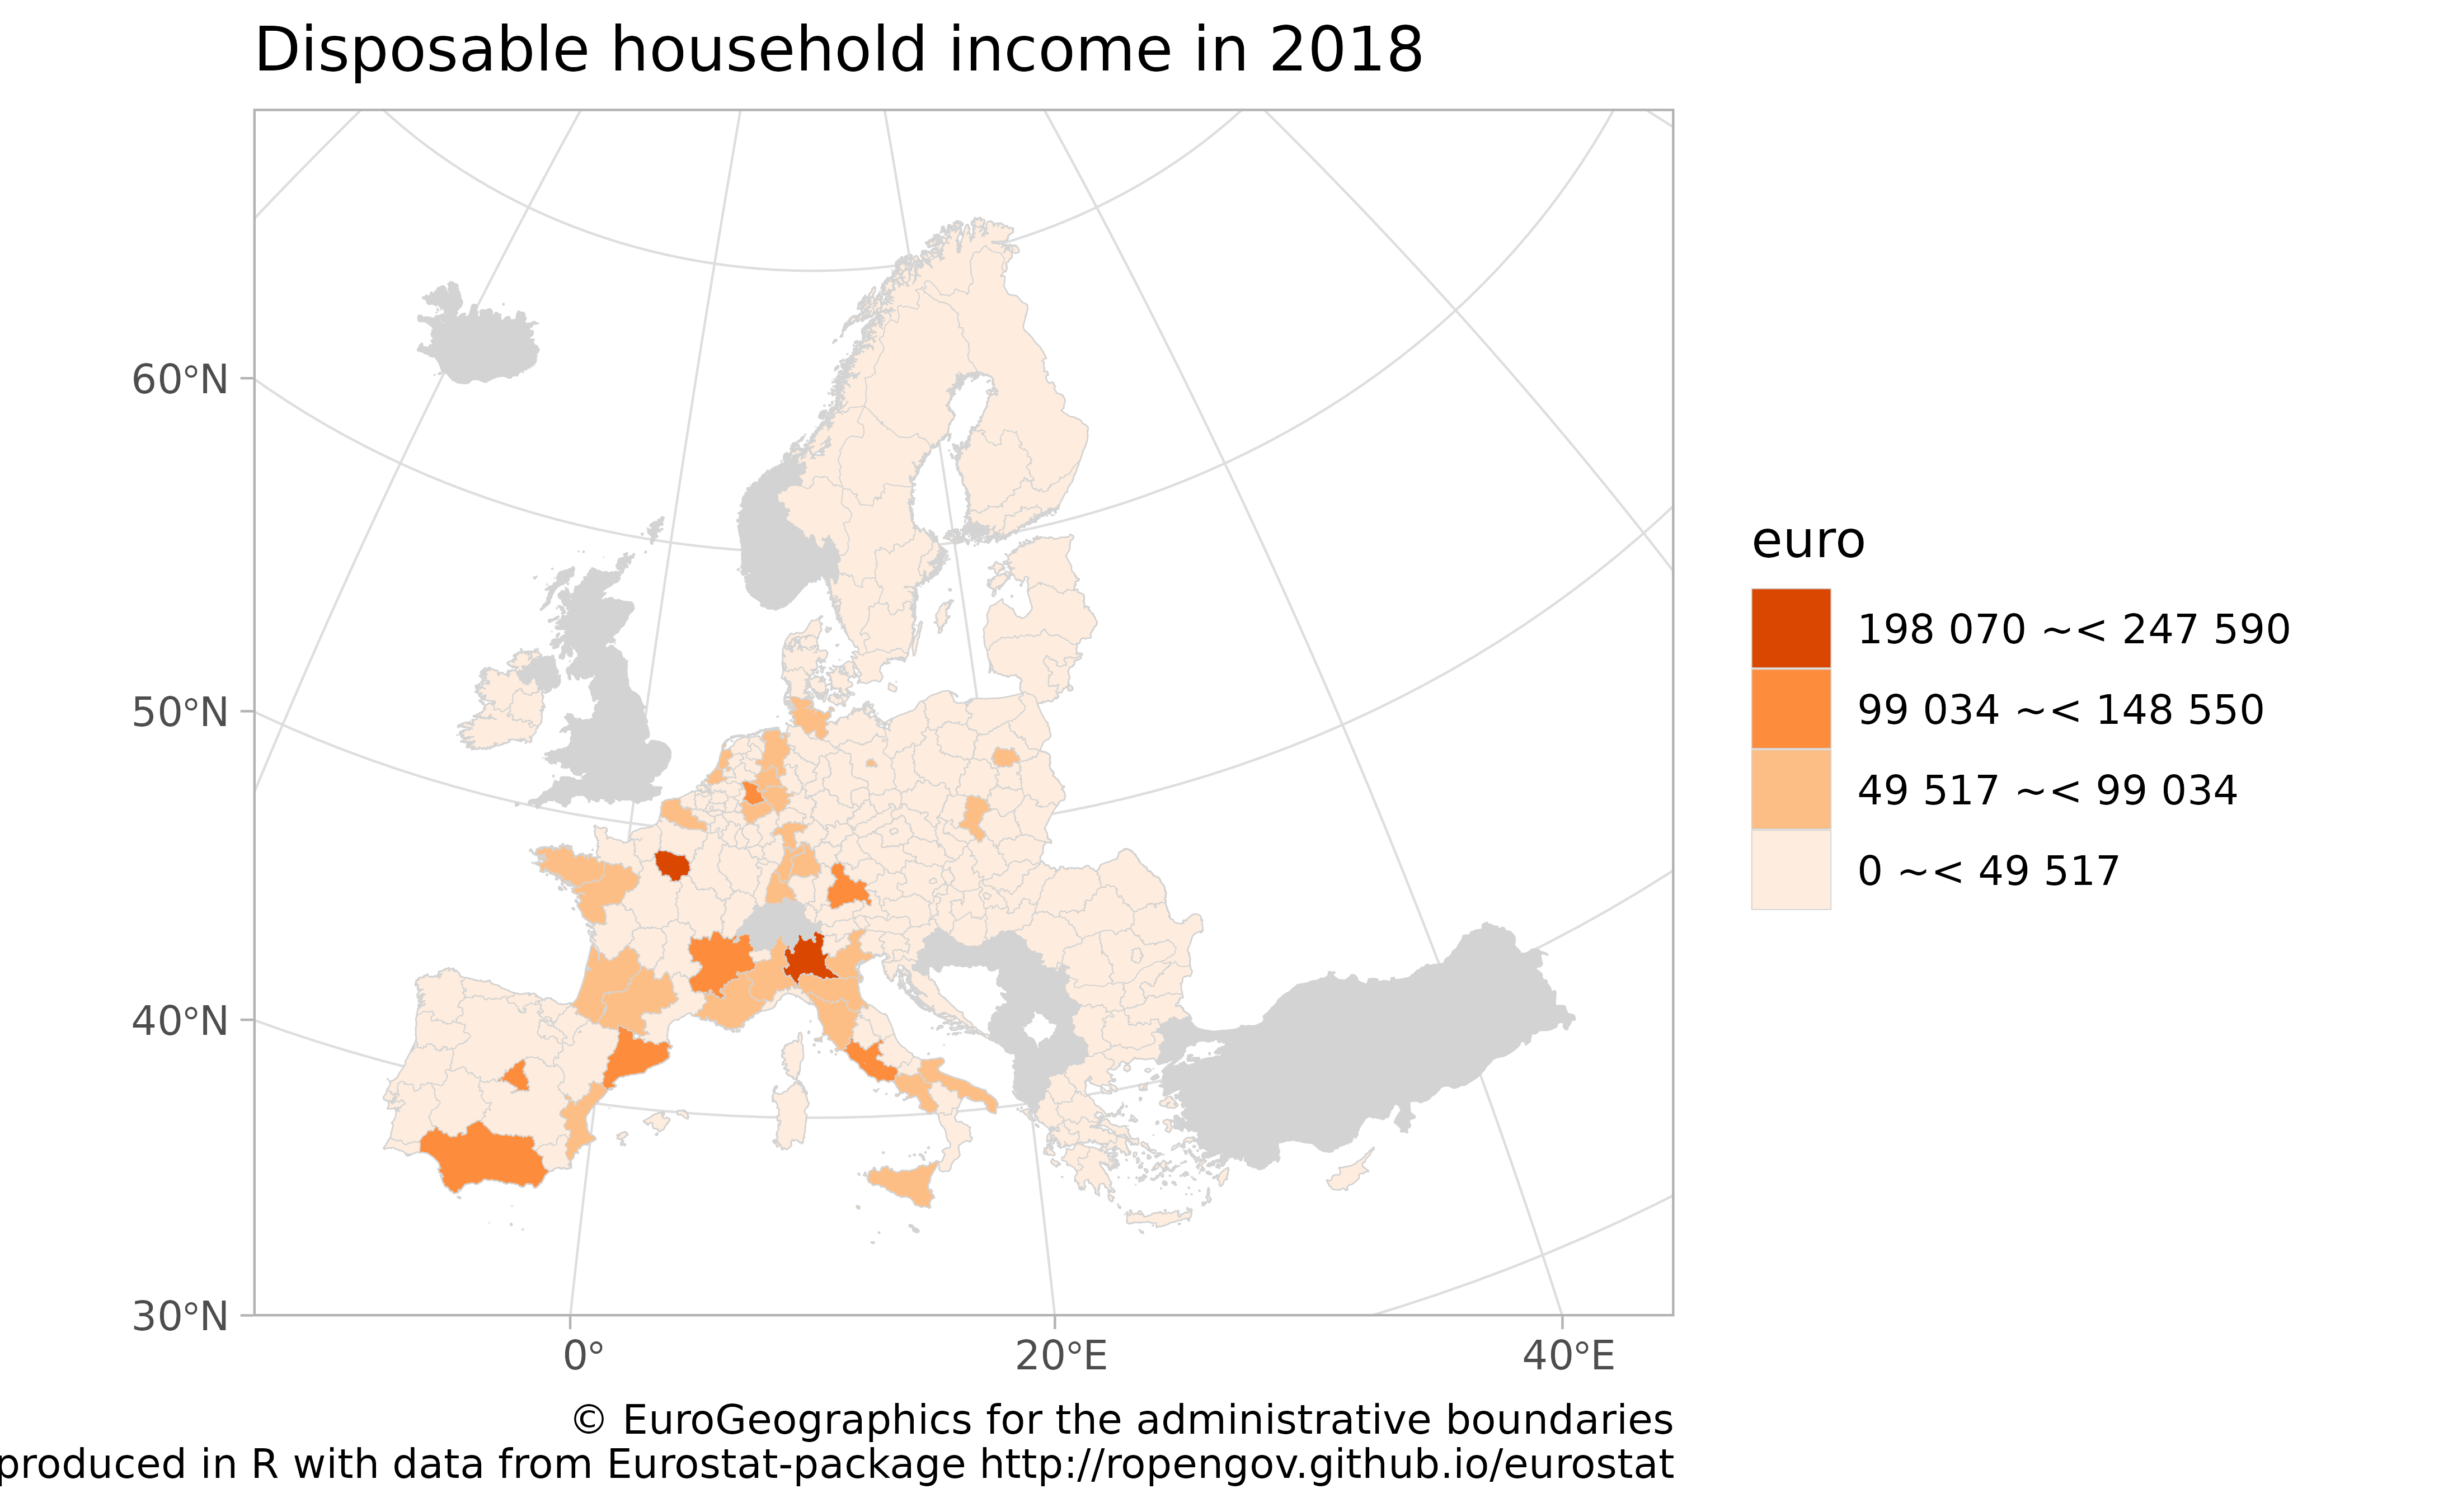 Disposable household income in 2018
60°N
50°N
40°N
30°N
0°
20°E
40°E
euro
198 070 ~< 247 590
99 034 ~< 148 550
49 517 ~< 99 034
0 ~< 49 517
© EuroGeographics for the administrative boundaries
produced in R with data from Eurostat-package http://ropengov.github.io/eurostat